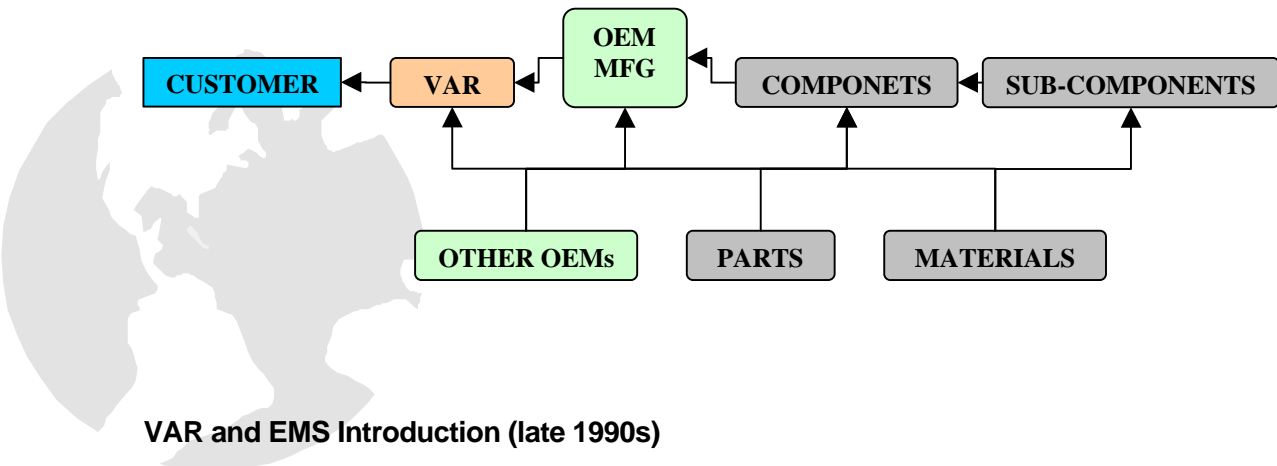 OEM
MFG
CUSTOMER
VAR
COMPONETS
SUB-COMPONENTS
OTHER OEMs
PARTS
MATERIALS
VAR and EMS Introduction (late 1990s)